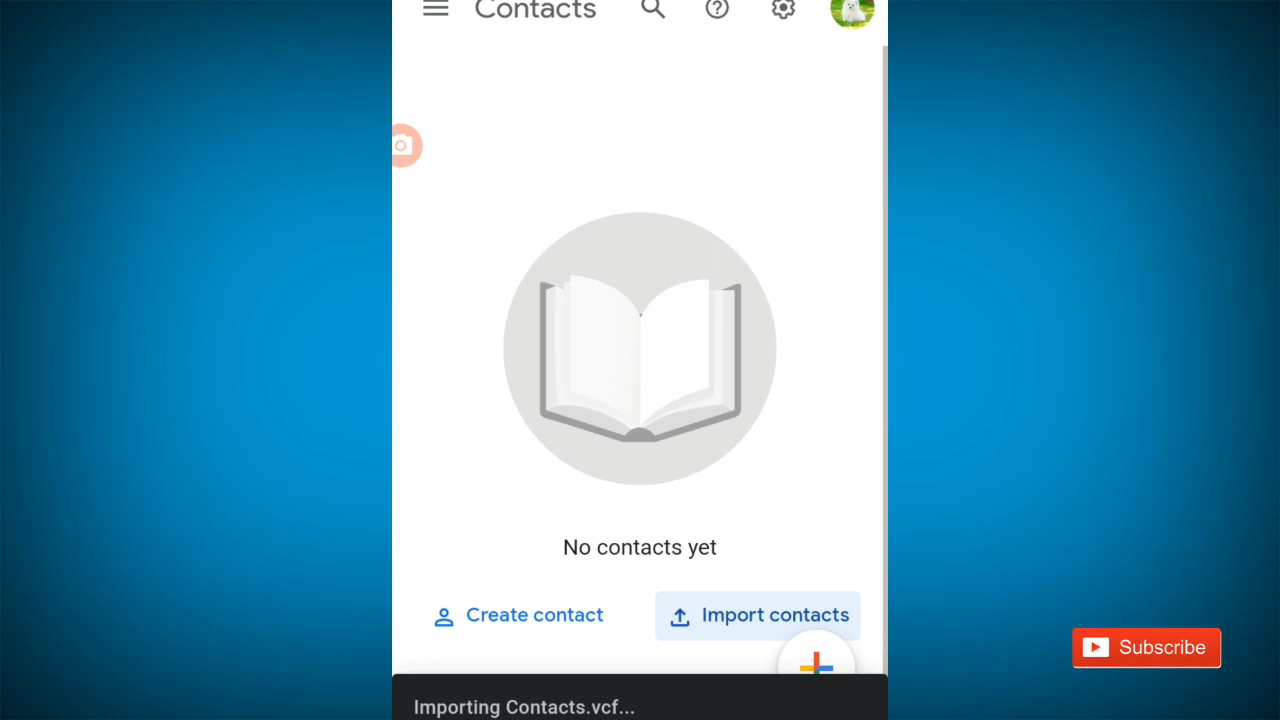 Contacts
No contacts yet
Create contact
Import contacts
Importing Contacts.vcf...
Subscribe